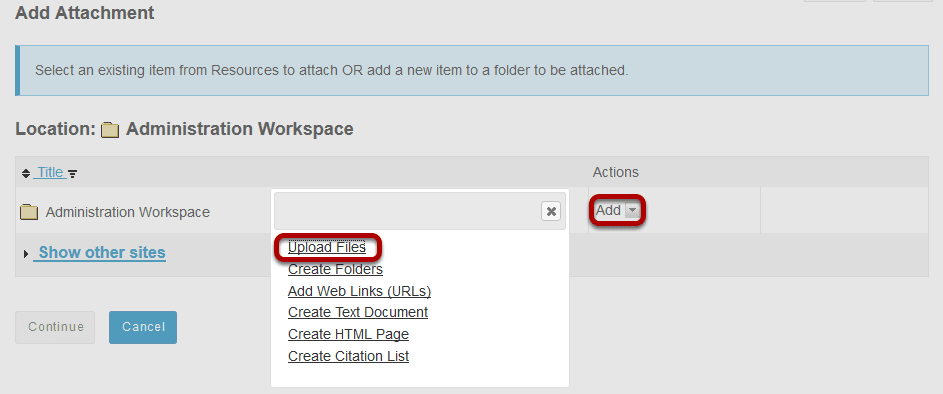 Add Attachment
Select an existing item from Resources to attach OR add a new item to a folder to be attached.
Location: Administration Workspace
Title Actions
Administration Workspace Add
Show other sites
Upload Files
Create Folders
Add Web Links (URLs)
Create Text Document
Create HTML Page
Create Citation List
Continue Cancel